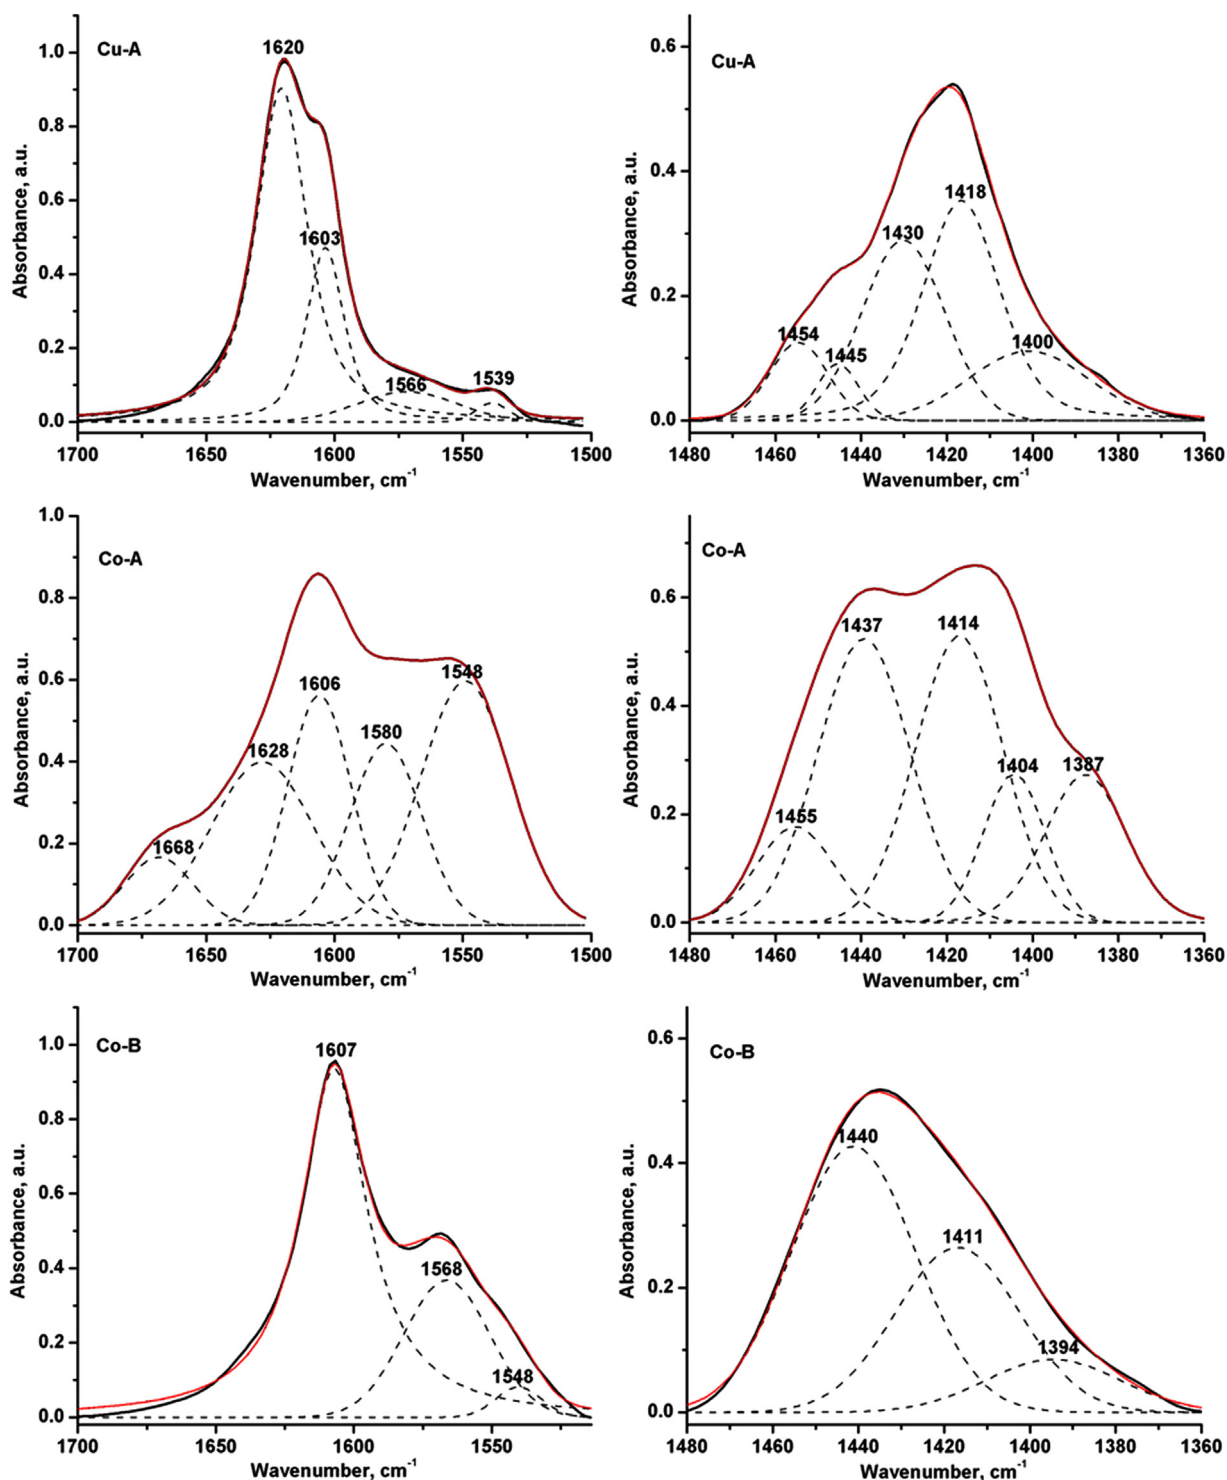 Cu-A
1.0
0.8
0.6
0.4
0.2
0.0
Absorbance, a.u.
1620
1603
1566
1539
1700 1650 1600 1550 1500
Wavenumber, cm-1
Cu-A
0.6
0.4
0.2
0.0
Absorbance, a.u.
1454
1445
1430
1418
1400
1480 1460 1440 1420 1400 1380 1360
Wavenumber, cm-1
Co-A
1.0
0.8
0.6
0.4
0.2
0.0
Absorbance, a.u.
1668
1628
1606
1580
1548
1700 1650 1600 1550 1500
Wavenumber, cm-1
Co-A
0.6
0.4
0.2
0.0
Absorbance, a.u.
1455
1437
1414
1404
1387
1480 1460 1440 1420 1400 1380 1360
Wavenumber, cm-1
Co-B
1.0
0.8
0.6
0.4
0.2
0.0
Absorbance, a.u.
1607
1568
1548
1700 1650 1600 1550
Wavenumber, cm-1
Co-B
0.6
0.4
0.2
0.0
Absorbance, a.u.
1440
1411
1394
1480 1460 1440 1420 1400 1380 1360
Wavenumber, cm-1